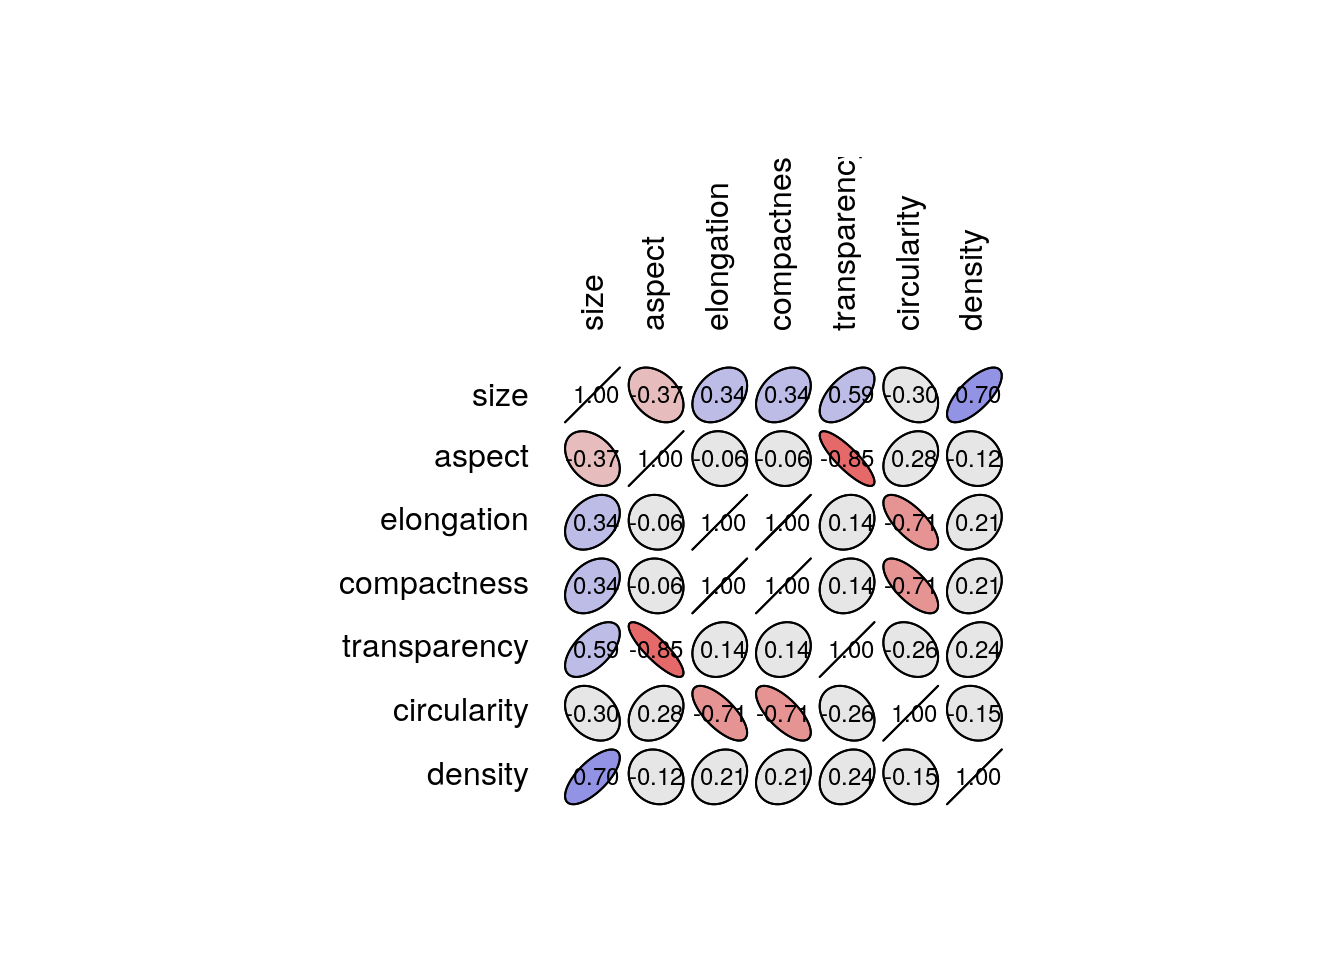 size aspect elongation compactnes transparenc circularity density
size 1.00 -0.37 0.34 0.34 0.59 -0.30 0.70
aspect -0.37 1.00 -0.06 -0.06 -0.85 0.28 -0.12
elongation 0.34 -0.06 1.00 1.00 0.14 -0.71 0.21
compactness 0.34 -0.06 1.00 1.00 0.14 -0.71 0.21
transparency 0.59 -0.85 0.14 0.14 1.00 -0.26 0.24
circularity -0.30 0.28 -0.71 -0.71 -0.26 1.00 -0.15
density 0.70 -0.12 0.21 0.21 0.24 -0.15 1.00